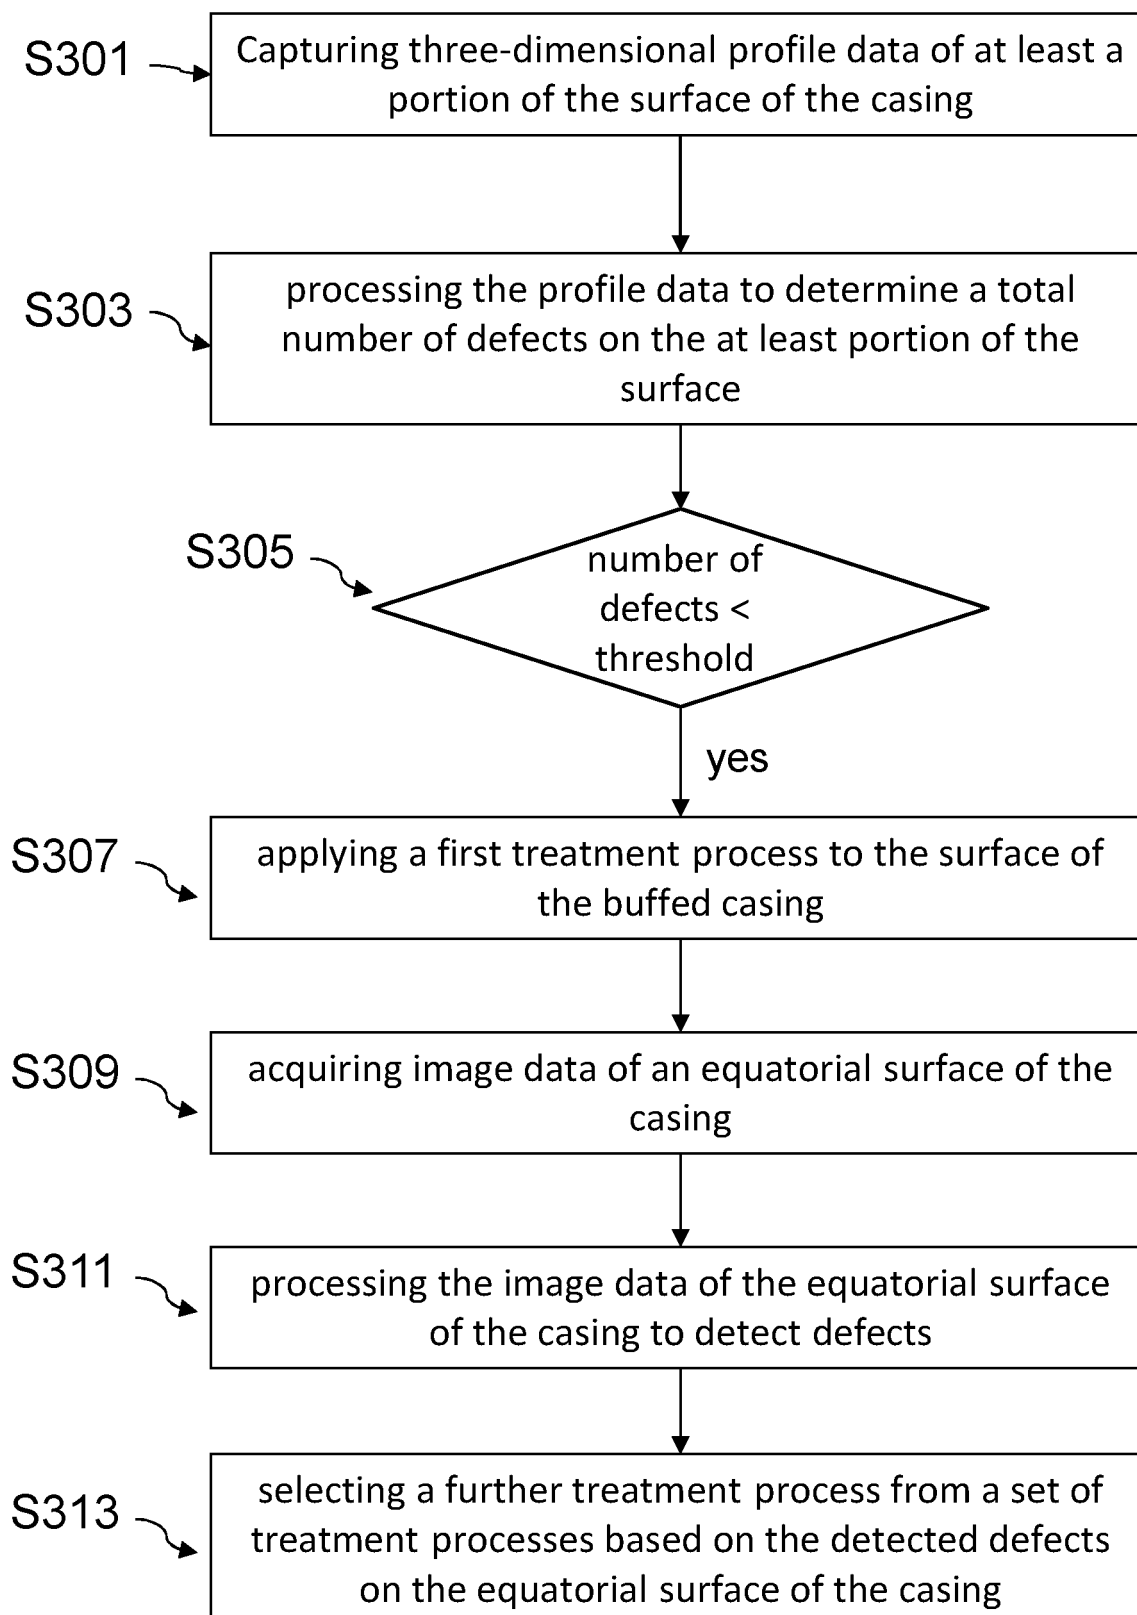 S301
Capturing three-dimensional profile data of at least a
portion of the surface of the casing
S303
processing the profile data to determine a total
number of defects on the at least portion of the
surface
S305
number of
defects <
threshold
yes
S307
applying a first treatment process to the surface of
the buffed casing
S309
acquiring image data of an equatorial surface of the
casing
S311
processing the image data of the equatorial surface
of the casing to detect defects
S313
selecting a further treatment process from a set of
treatment processes based on the detected defects
on the equatorial surface of the casing